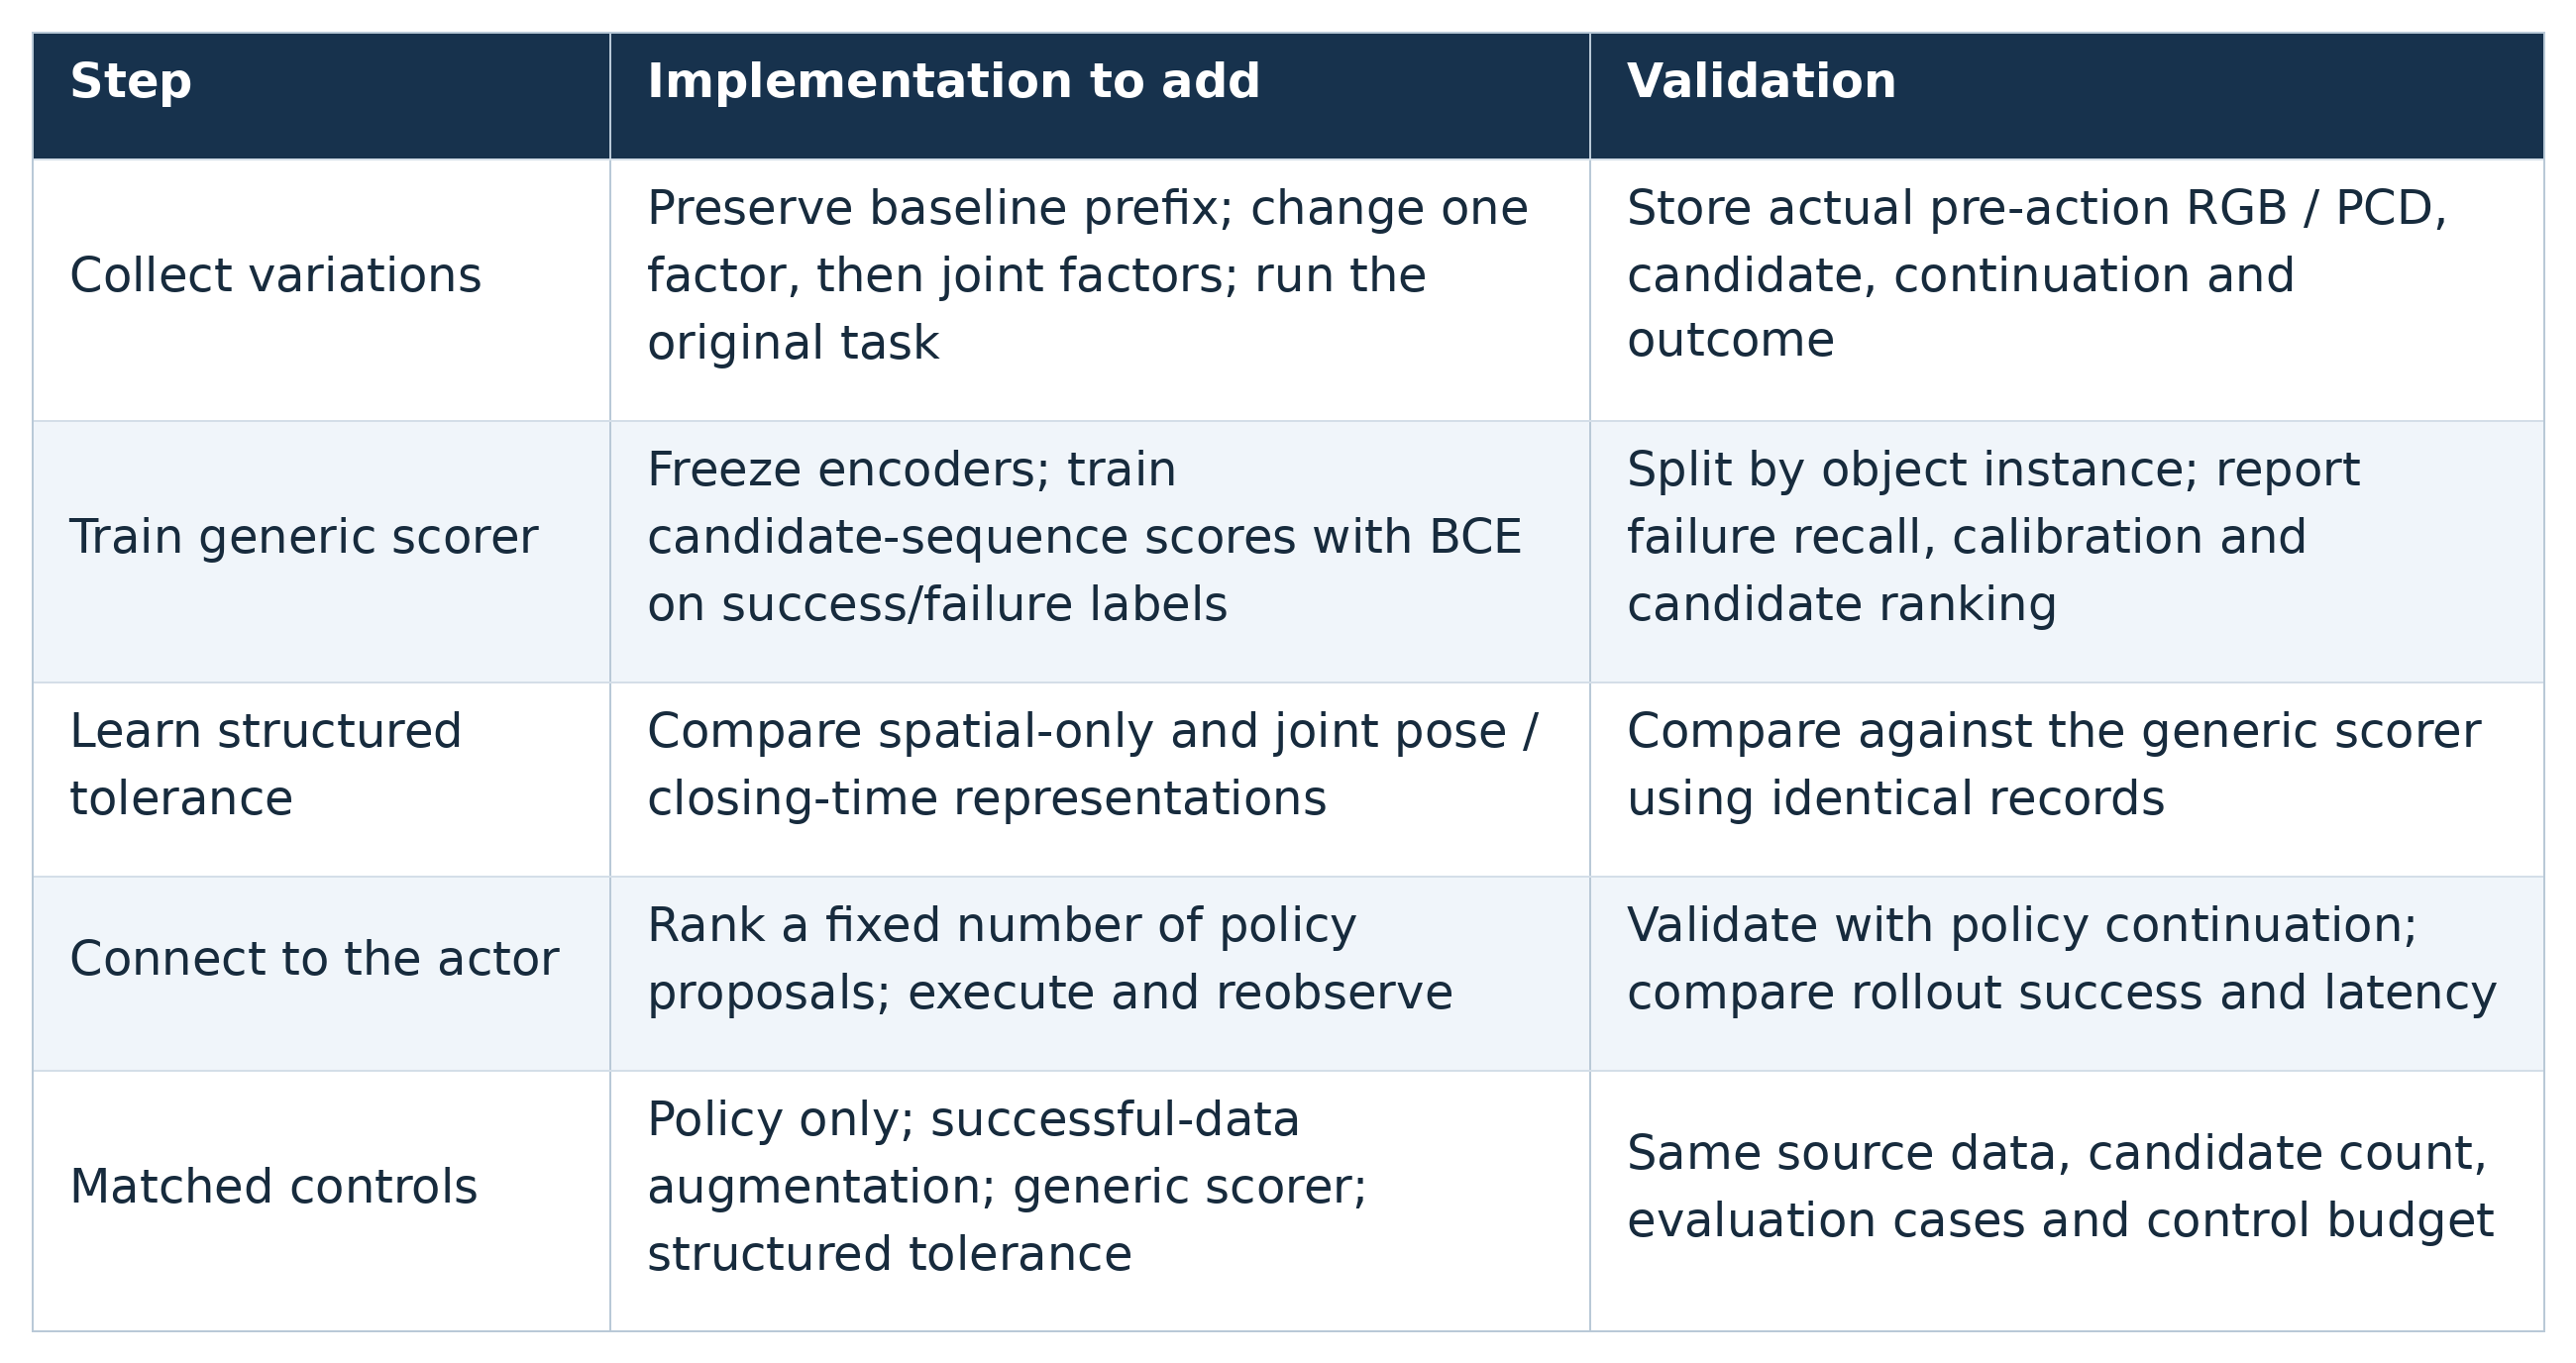 Step
Implementation to add
Validation
Collect variations
Preserve baseline prefix; change one
factor, then joint factors; run the
original task
Store actual pre-action RGB / PCD,
candidate, continuation and
outcome
Train generic scorer
Freeze encoders; train
candidate-sequence scores with BCE
on success/failure labels
Split by object instance; report
failure recall, calibration and
candidate ranking
Learn structured
tolerance
Compare spatial-only and joint pose /
closing-time representations
Compare against the generic scorer
using identical records
Connect to the actor
Rank a fixed number of policy
proposals; execute and reobserve
Validate with policy continuation;
compare rollout success and latency
Matched controls
Policy only; successful-data
augmentation; generic scorer;
structured tolerance
Same source data, candidate count,
evaluation cases and control budget